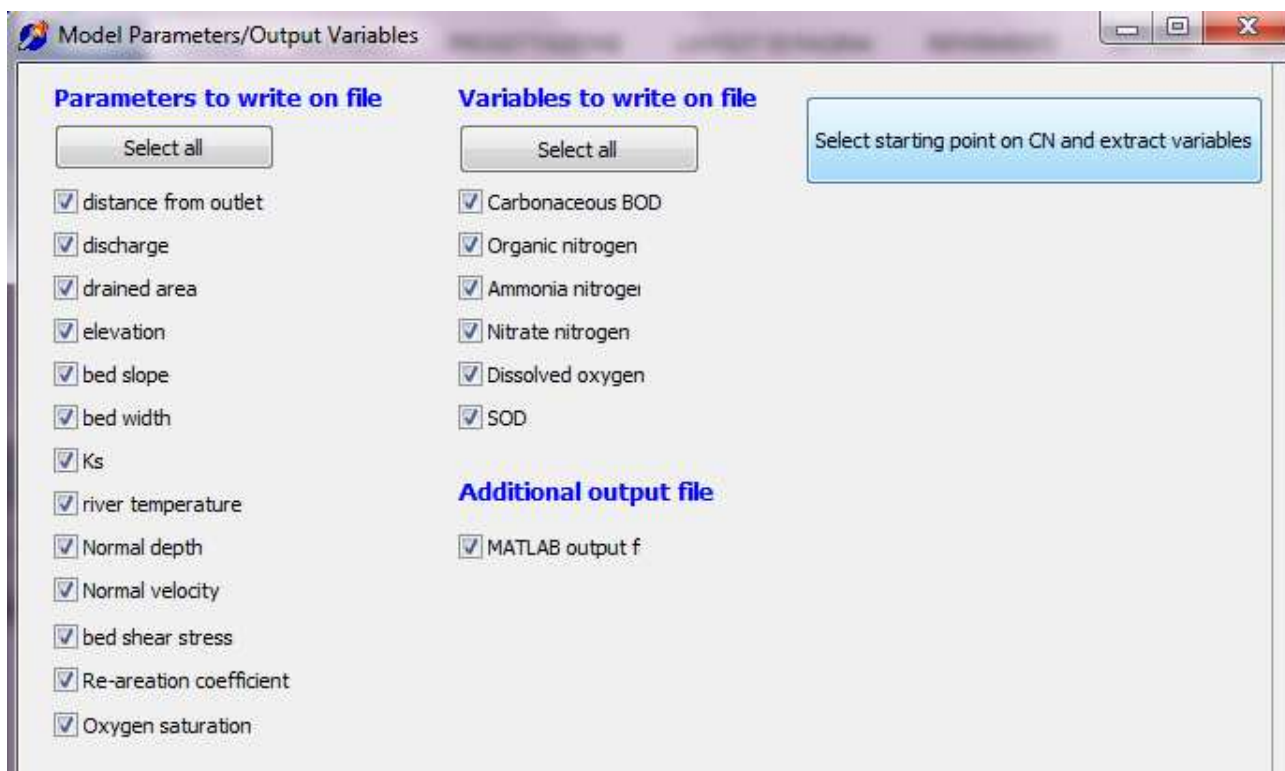 Model Parameters/Output Variables
Parameters to write on file
Select all
distance from outlet
discharge
drained area
elevation
bed slope
bed width
Ks
river temperature
Normal depth
Normal velocity
bed shear stress
Re-areation coefficient
Oxygen saturation
Variables to write on file
Select all
Carbonaceous BOD
Organic nitrogen
Ammonia nitroger
Nitrate nitrogen
Dissolved oxygen
SOD
Additional output file
MATLAB output f
Select starting point on CN and extract variables